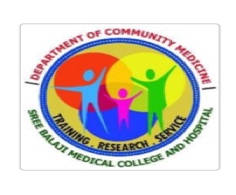 DEPARTMENT OF COMMUNITY MEDICINE
TRAINING . RESEARCH . SERVICE
SREE BALAJI MEDICAL COLLEGE AND HOSPITAL